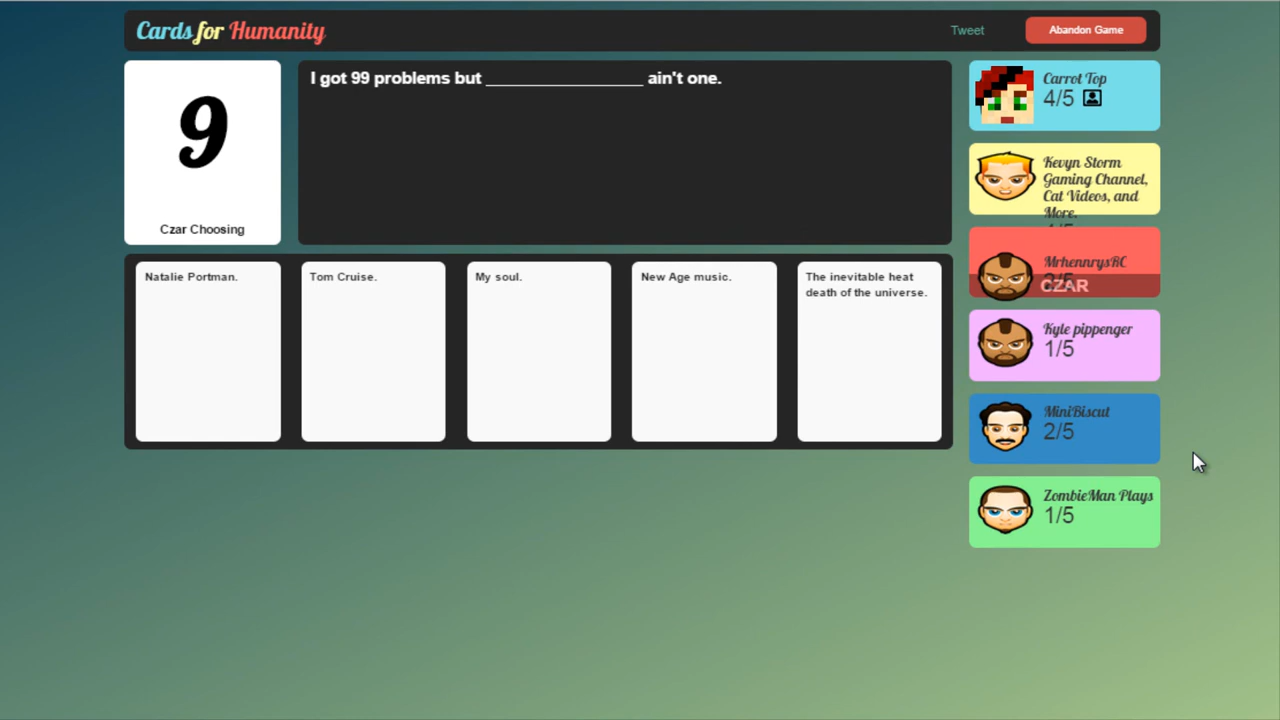 Cards for Humanity
Tweet
Abandon Game
9
Czar Choosing
I got 99 problems but _________________ ain't one.
Natalie Portman.
Tom Cruise.
My soul.
New Age music.
The inevitable heat
death of the universe.
Carrot Top
4/5
Kevyn Storm
Gaming Channel,
Cat Videos, and
More.
MrhennrysRC
CZAR
Kyle pippenger
1/5
MiniBiscut
2/5
ZombieMan Plays
1/5